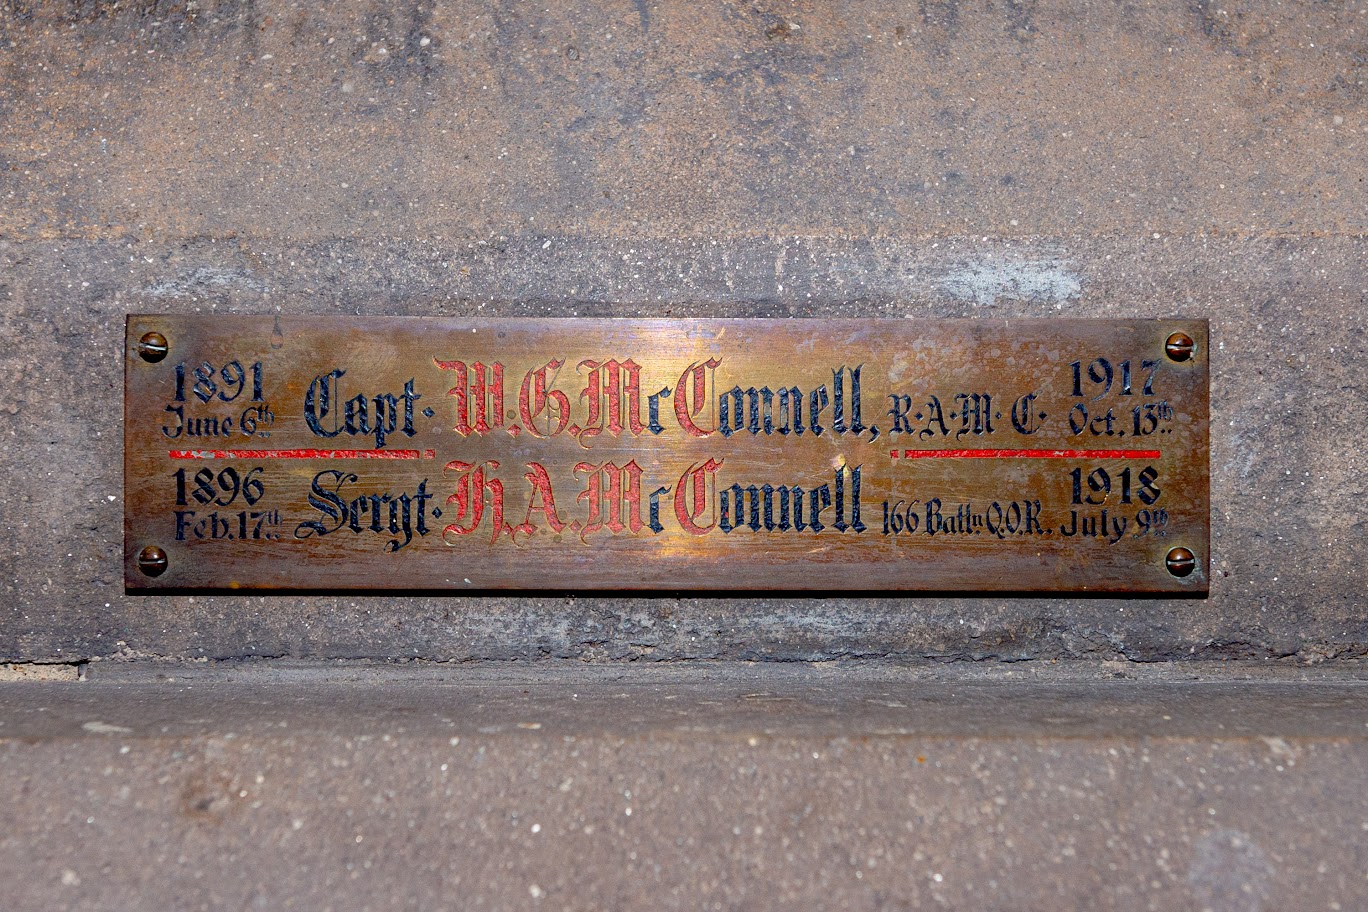 1891 June 6th Capt. W.G. McConnell, R.A.M.C. 1917 Oct. 13th
1896 Feb. 17th Sergt. H.A. McConnell 166 Battn Q.O.R. 1918 July 9th